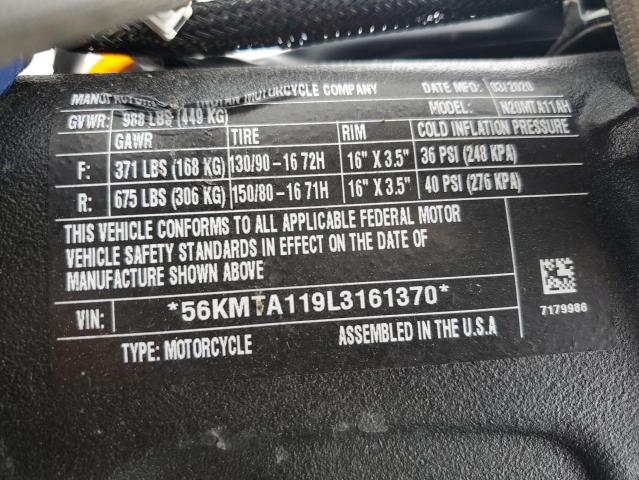 MANUFACTURER: INDIAN MOTORCYCLE COMPANY DATE MFD: 03/2020
GVWR: 988 LBS (449 KG) MODEL: N20MTA11AH
GAWR TIRE RIM COLD INFLATION PRESSURE
F: 371 LBS (168 KG) 130/90-16 72H 16" X 3.5" 36 PSI (248 KPA)
R: 675 LBS (306 KG) 150/80-16 71H 16" X 3.5" 40 PSI (276 KPA)
THIS VEHICLE CONFORMS TO ALL APPLICABLE FEDERAL MOTOR
VEHICLE SAFETY STANDARDS IN EFFECT ON THE DATE OF
MANUFACTURE SHOWN ABOVE
VIN: *56KMTA119L3161370*
7179986
TYPE: MOTORCYCLE ASSEMBLED IN THE U.S.A